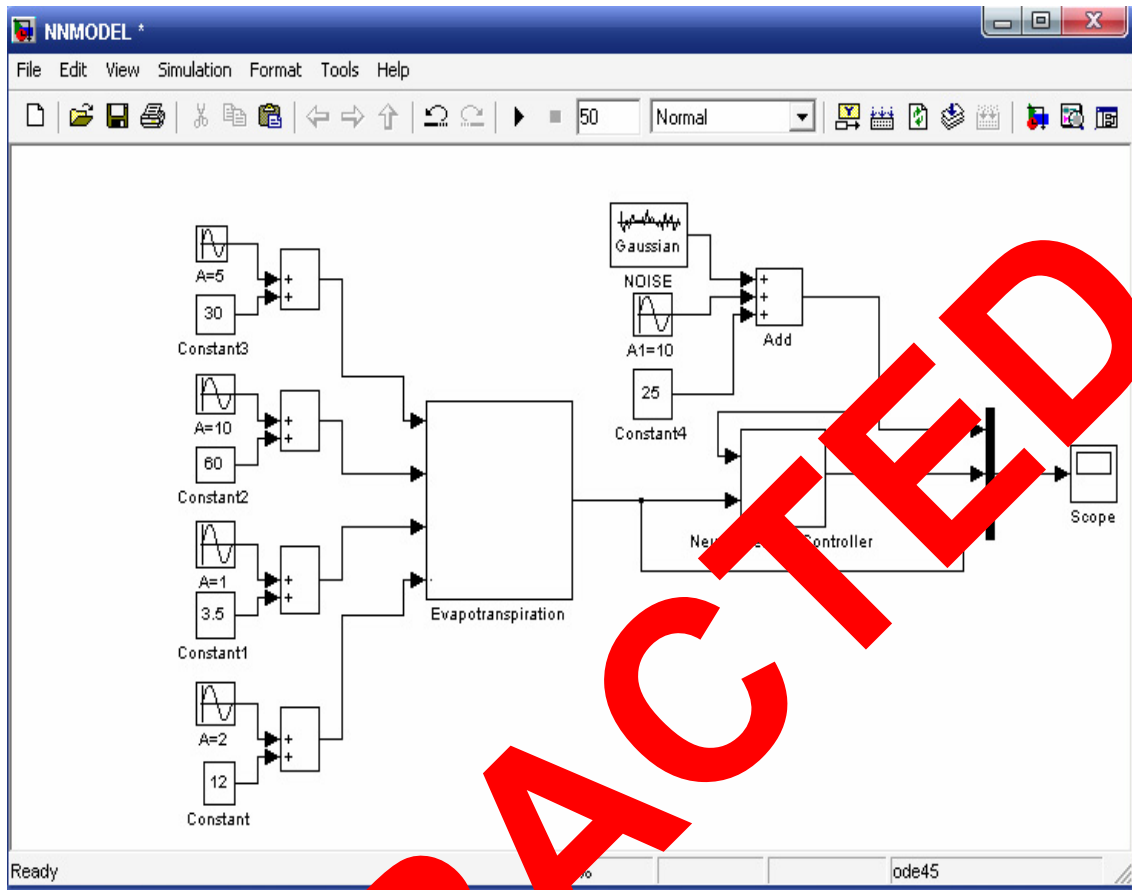 NNMODEL *
File Edit View Simulation Format Tools Help
50 Normal
A=5
30
Constant3
A=10
60
Constant2
A=1
3.5
Constant1
A=2
12
Constant
Evapotranspiration
Gaussian
NOISE
A1=10
25
Constant4
Add
Controller
Scope
ACTED
Ready % ode45